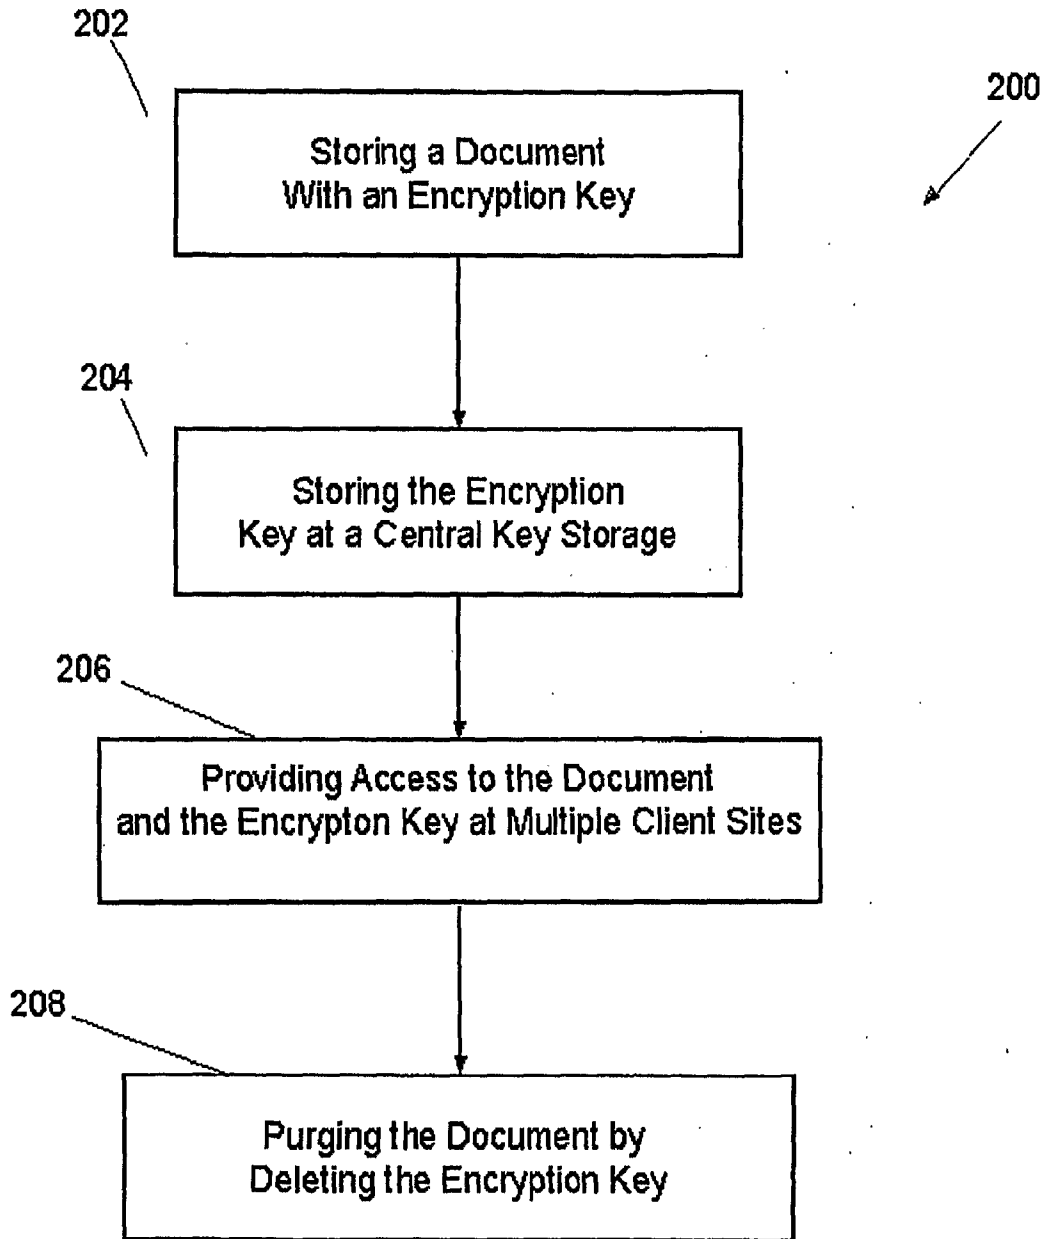 202
200
Storing a Document
With an Encryption Key
204
Storing the Encryption
Key at a Central Key Storage
206
Providing Access to the Document
and the Encrypton Key at Multiple Client Sites
208
Purging the Document by
Deleting the Encryption Key